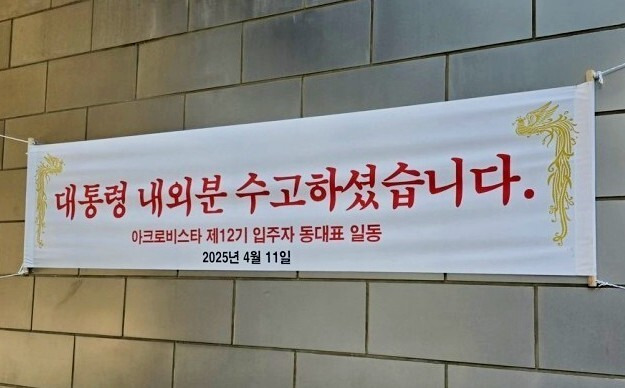 대통령 내외분 수고하셨습니다.
아크로비스타 제12기 입주자 동대표 일동
2025년 4월 11일